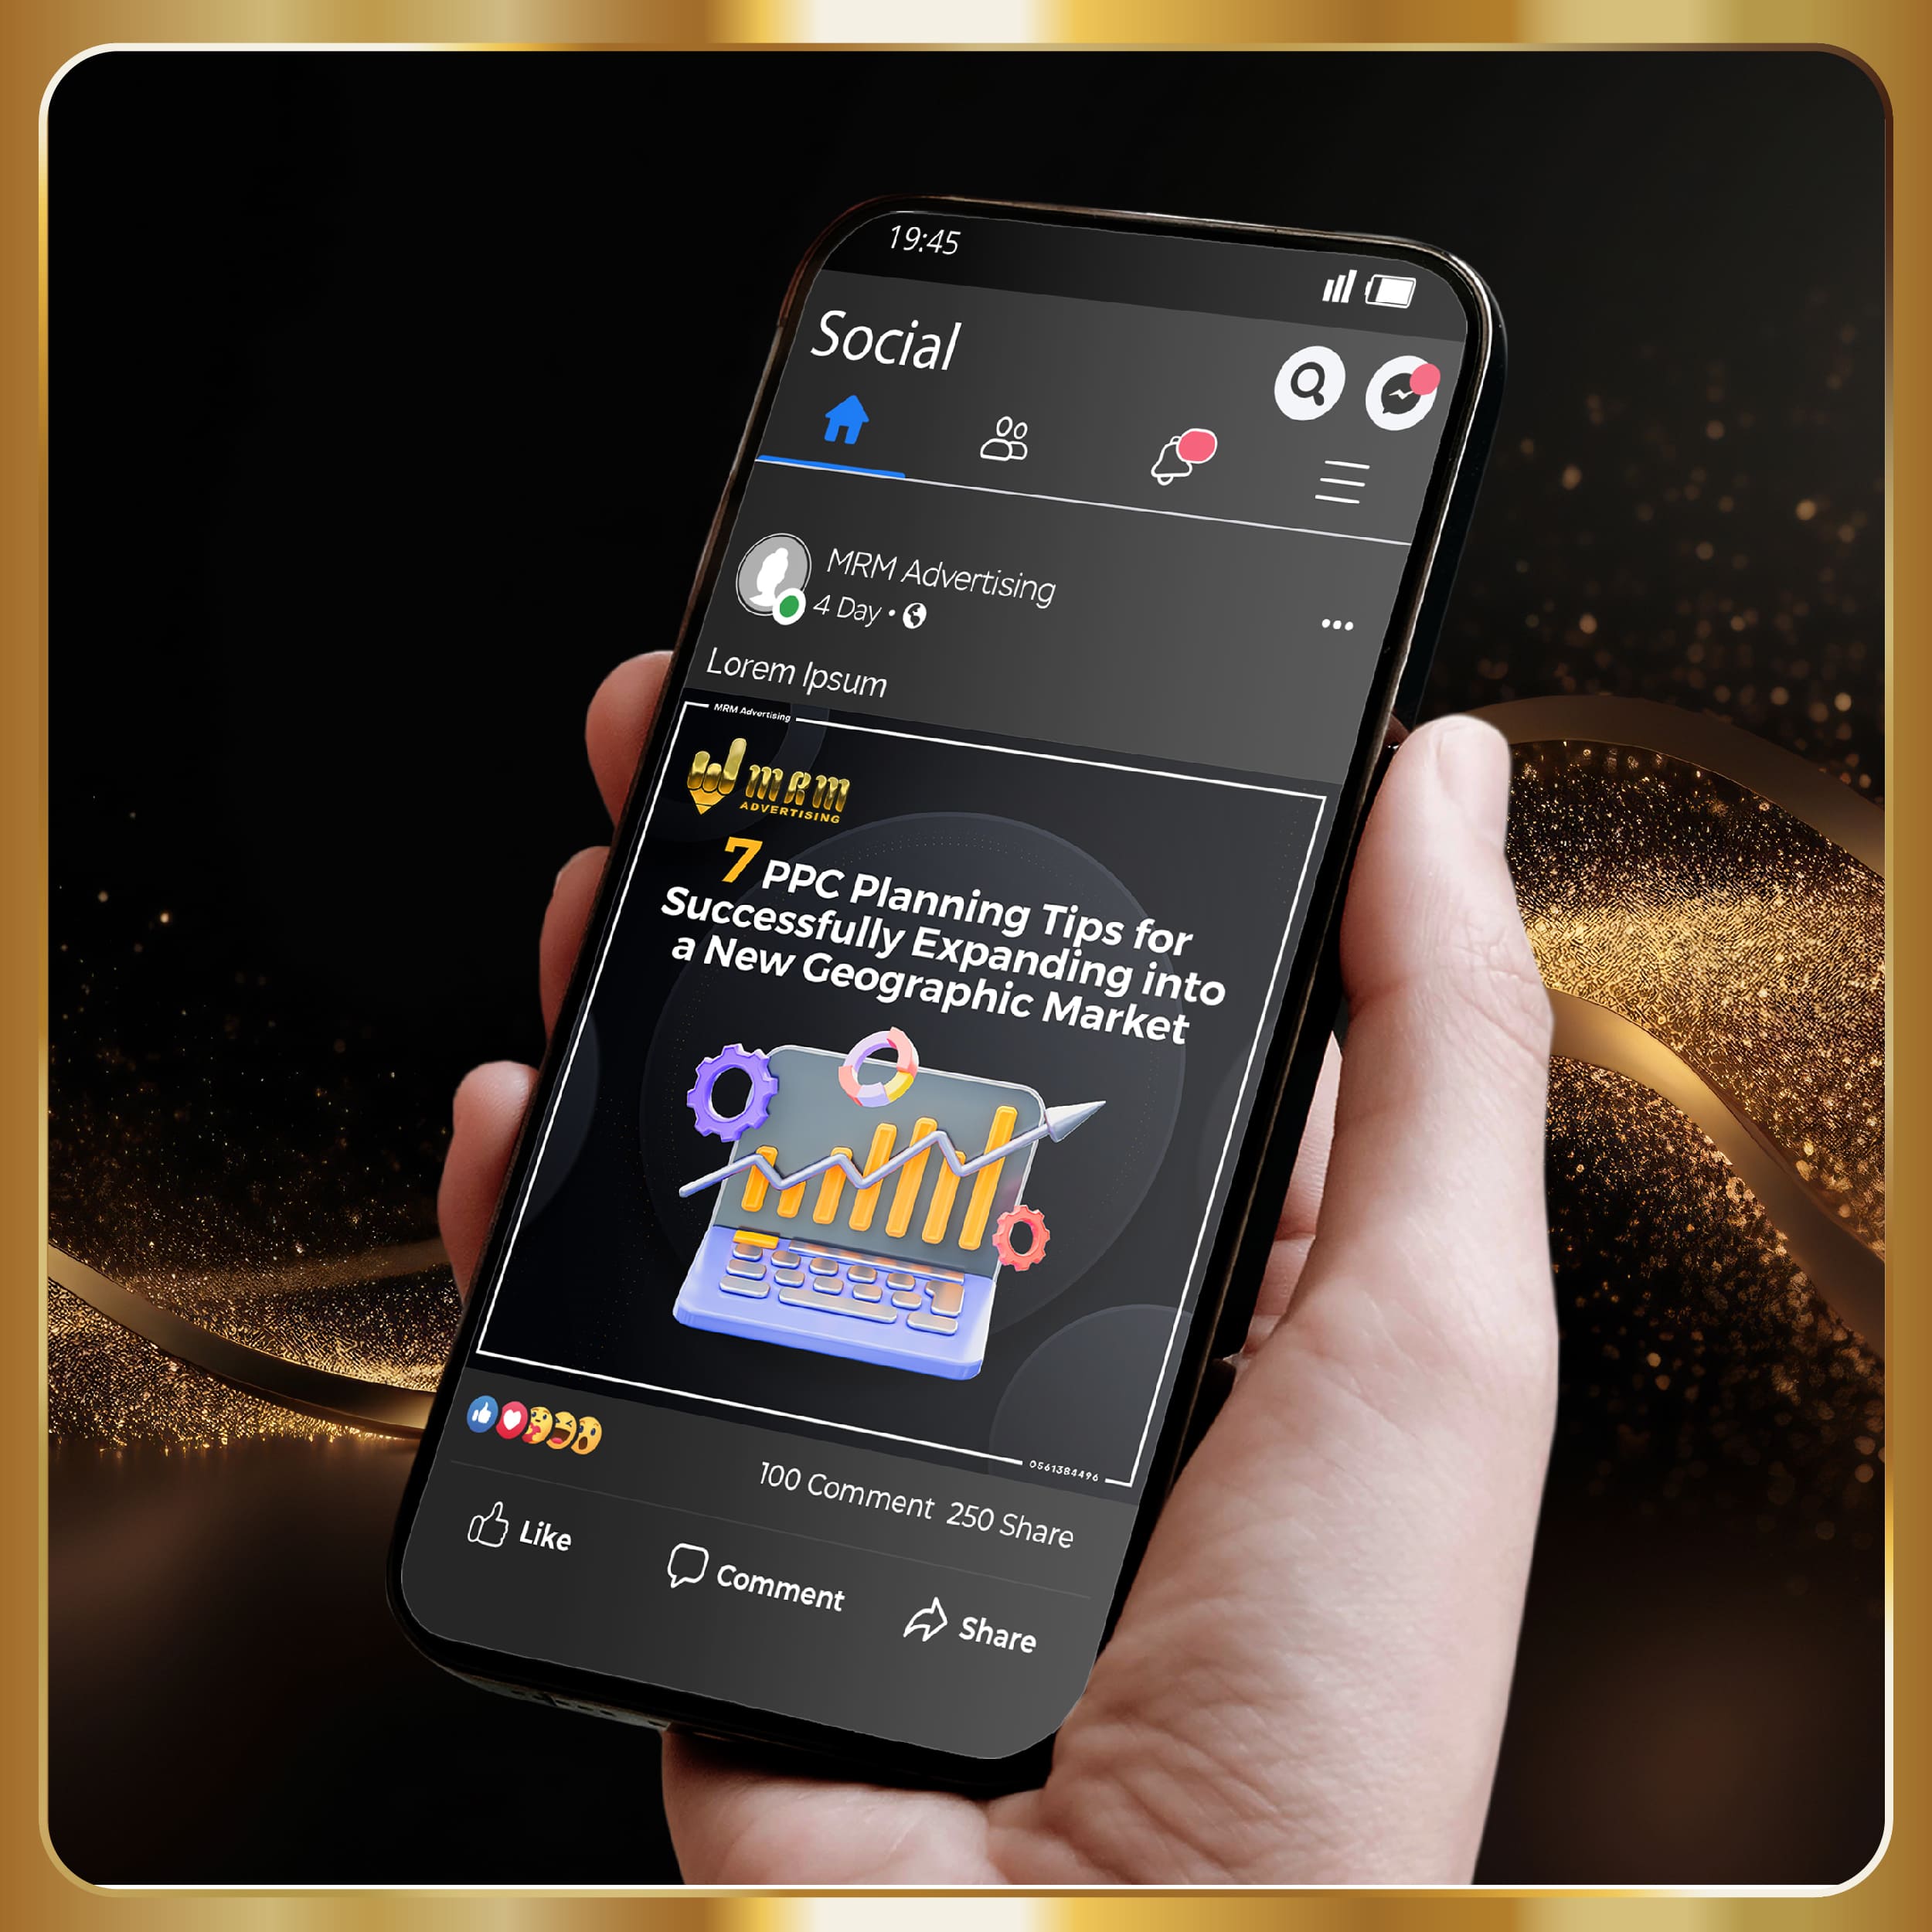 19:45
Social
MRM Advertising
4 Day •
Lorem Ipsum
MRM Advertising
MRM
ADVERTISING
7 PPC Planning Tips for
Successfully Expanding into
a New Geographic Market
0561384496
100 Comment 250 Share
Like
Comment
Share